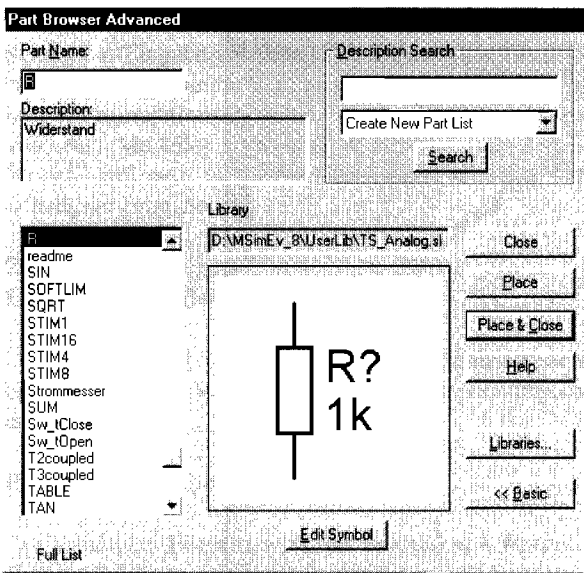 Part Browser Advanced
Part Name:
R
Description:
Widerstand
Description Search
Create New Part List
Search
Library
D:\MSimEv_8\UserLib\TS_Analog.sl
R
readme
SIN
SOFTLIM
SQRT
STIM1
STIM16
STIM4
STIM8
Strommesser
SUM
Sw_tClose
Sw_tOpen
T2coupled
T3coupled
TABLE
TAN
Full List
R?
1k
Edit Symbol
Close
Place
Place & Close
Help
Libraries...
<< Basic